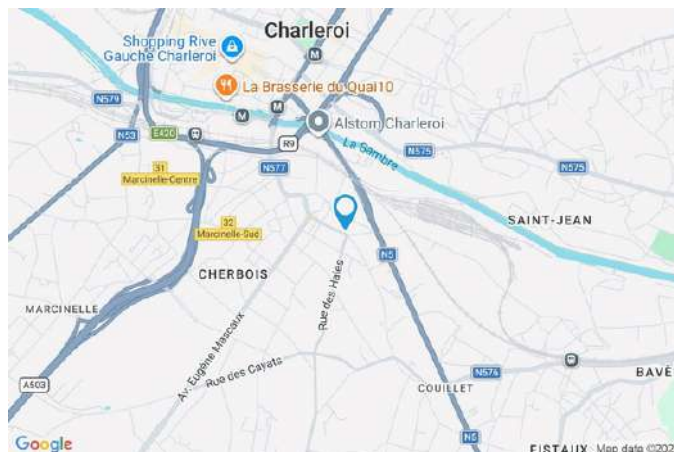 Charleroi
Shopping Rive
Gauche Charleroi
M
La Brasserie du Quai10
N579
M
M
Alstom Charleroi
N53
E420
R9
La Sambre
N575
N575
31
Marcinelle-Centre
N577
32
Marcinelle-Sud
SAINT-JEAN
N5
CHERBOIS
Rue des Haies
MARCINELLE
Av. Eugène Mascaux
Rue des Cayats
N576
A503
COUILLET
BAVÉ
N5
Google
FISTAUX
Map data ©202